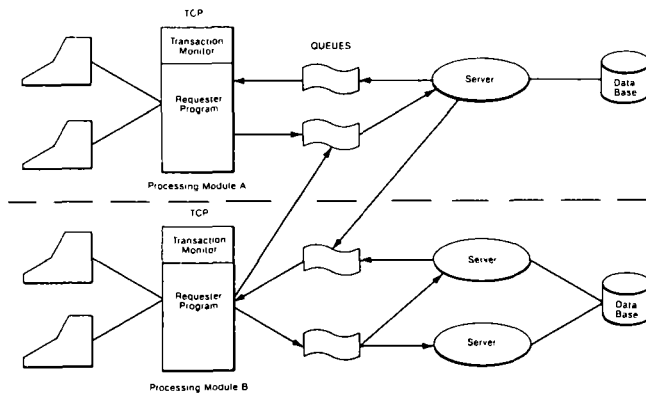 TCP
QUEUES
Transaction
Monitor
Requester
Program
Server
Data
Base
Processing Module A
TCP
Transaction
Monitor
Requester
Program
Server
Server
Data
Base
Processing Module B